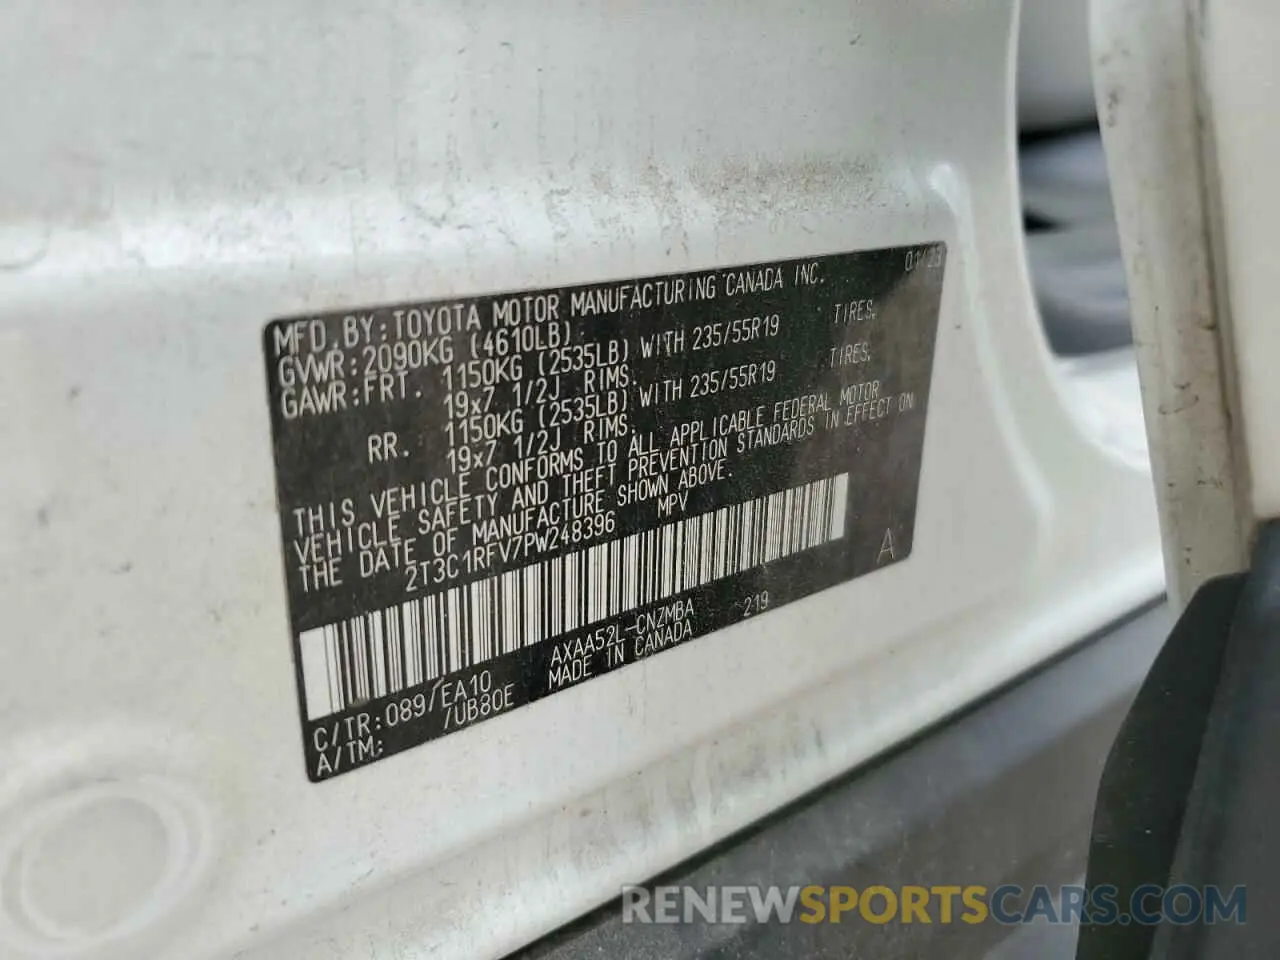 MFD.BY:TOYOTA MOTOR MANUFACTURING CANADA INC. 01/23
GVWR:2090KG (4610LB)
GAWR:FRT. 1150KG (2535LB) WITH 235/55R19 TIRES,
19x7 1/2J RIMS.
RR. 1150KG (2535LB) WITH 235/55R19 TIRES,
19x7 1/2J RIMS.
THIS VEHICLE CONFORMS TO ALL APPLICABLE FEDERAL MOTOR
VEHICLE SAFETY AND THEFT PREVENTION STANDARDS IN EFFECT ON
THE DATE OF MANUFACTURE SHOWN ABOVE.
2T3C1RFV7PW248396 MPV
A
C/TR:089/EA10 AXAA52L-CNZMBA 219
A/TM: /UB80E MADE IN CANADA
RENEWSPORTSCARS.COM